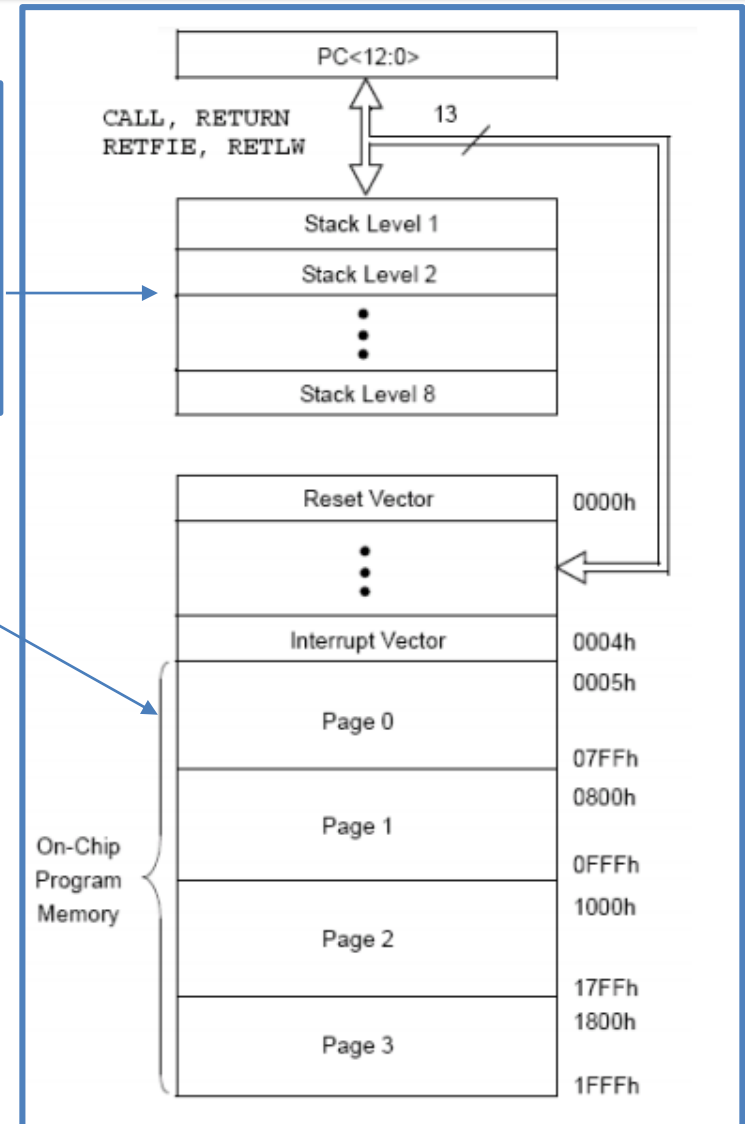 PC<12:0>
CALL, RETURN
13
RETFIE, RETLW
Stack Level 1
Stack Level 2
Stack Level 8
Reset Vector
0000h
Interrupt Vector
0004h
0005h
Page 0
07FFh
0800h
Page 1
On-Chip
Program
Memory
0FFFh
1000h
Page 2
17FFh
1800h
Page 3
1FFFh